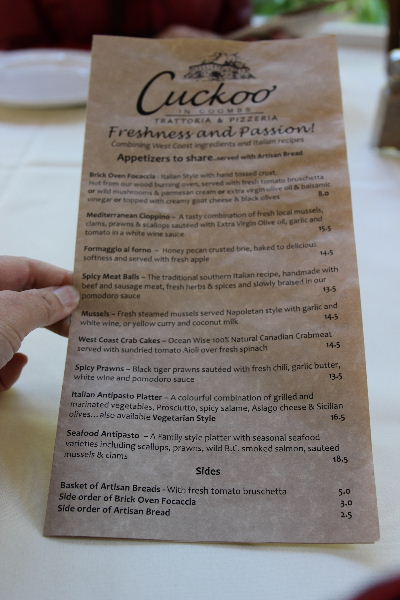 Cuckoo
IN COOMBS
TRATTORIA & PIZZERIA
Freshness and Passion!
Combining West Coast ingredients and Italian recipes
Appetizers to share..served with Artisan Bread
Brick Oven Foccacia - Italian Style with hand tossed crust.
Hot from our wood burning oven, served with fresh tomato bruschetta
or wild mushrooms & parmesan cream or extra virgin olive oil & balsamic
vinegar or topped with creamy goat cheese & black olives 8.0
Mediterranean Cioppino – A tasty combination of fresh local mussels,
clams, prawns & scallops sautéed with Extra Virgin Olive oil, garlic and
tomato in a white wine sauce 15.5
Formaggio al forno – Honey pecan crusted brie, baked to delicious
softness and served with fresh apple 14.5
Spicy Meat Balls – The traditional southern Italian recipe, handmade with
beef and sausage meat, fresh herbs & spices and slowly braised in our
pomodoro sauce 13.5
Mussels – Fresh steamed mussels served Napoletan style with garlic and
white wine, or yellow curry and coconut milk 14.5
West Coast Crab Cakes – Ocean Wise 100% Natural Canadian Crabmeat
served with sundried tomato Aioli over fresh spinach 14.5
Spicy Prawns – Black tiger prawns sautéed with fresh chili, garlic, butter,
white wine and pomodoro sauce 13.5
Italian Antipasto Platter – A colourful combination of grilled and
marinated vegetables, Prosciutto, spicy salame, Asiago cheese & Sicilian
olives...also available Vegetarian Style 16.5
Seafood Antipasto – A Family style platter with seasonal seafood
varieties including scallops, prawns, wild B.C. smoked salmon, sauteed
mussels & clams 18.5
Sides
Basket of Artisan Breads - With fresh tomato bruschetta 5.0
Side order of Brick Oven Foccacia 3.0
Side order of Artisan Bread 2.5